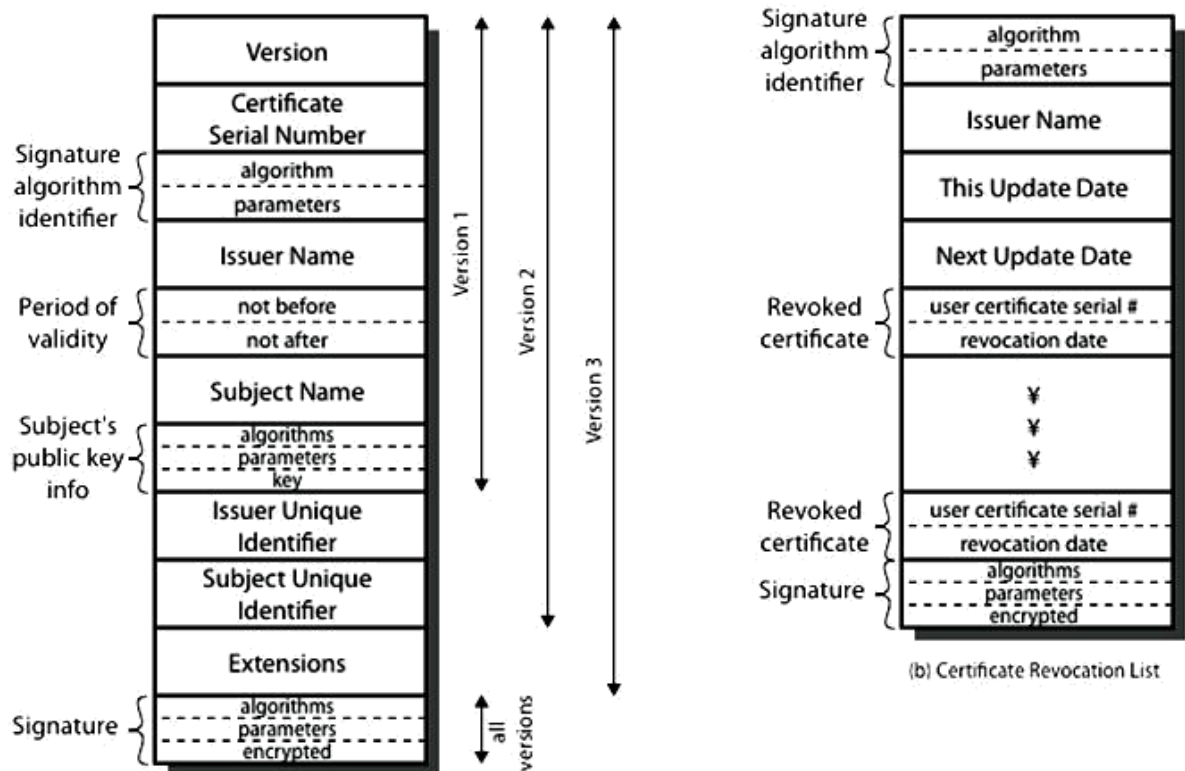 Version
Certificate
Serial Number
Signature
algorithm
identifier
algorithm
parameters
Issuer Name
Period of
validity
not before
not after
Subject Name
Subject's
public key
info
algorithms
parameters
key
Issuer Unique
Identifier
Subject Unique
Identifier
Extensions
Signature
algorithms
parameters
encrypted
Version 1
Version 2
Version 3
all
versions
Signature
algorithm
identifier
algorithm
parameters
Issuer Name
This Update Date
Next Update Date
Revoked
certificate
user certificate serial #
revocation date
¥
¥
¥
Revoked
certificate
user certificate serial #
revocation date
Signature
algorithms
parameters
encrypted
(b) Certificate Revocation List